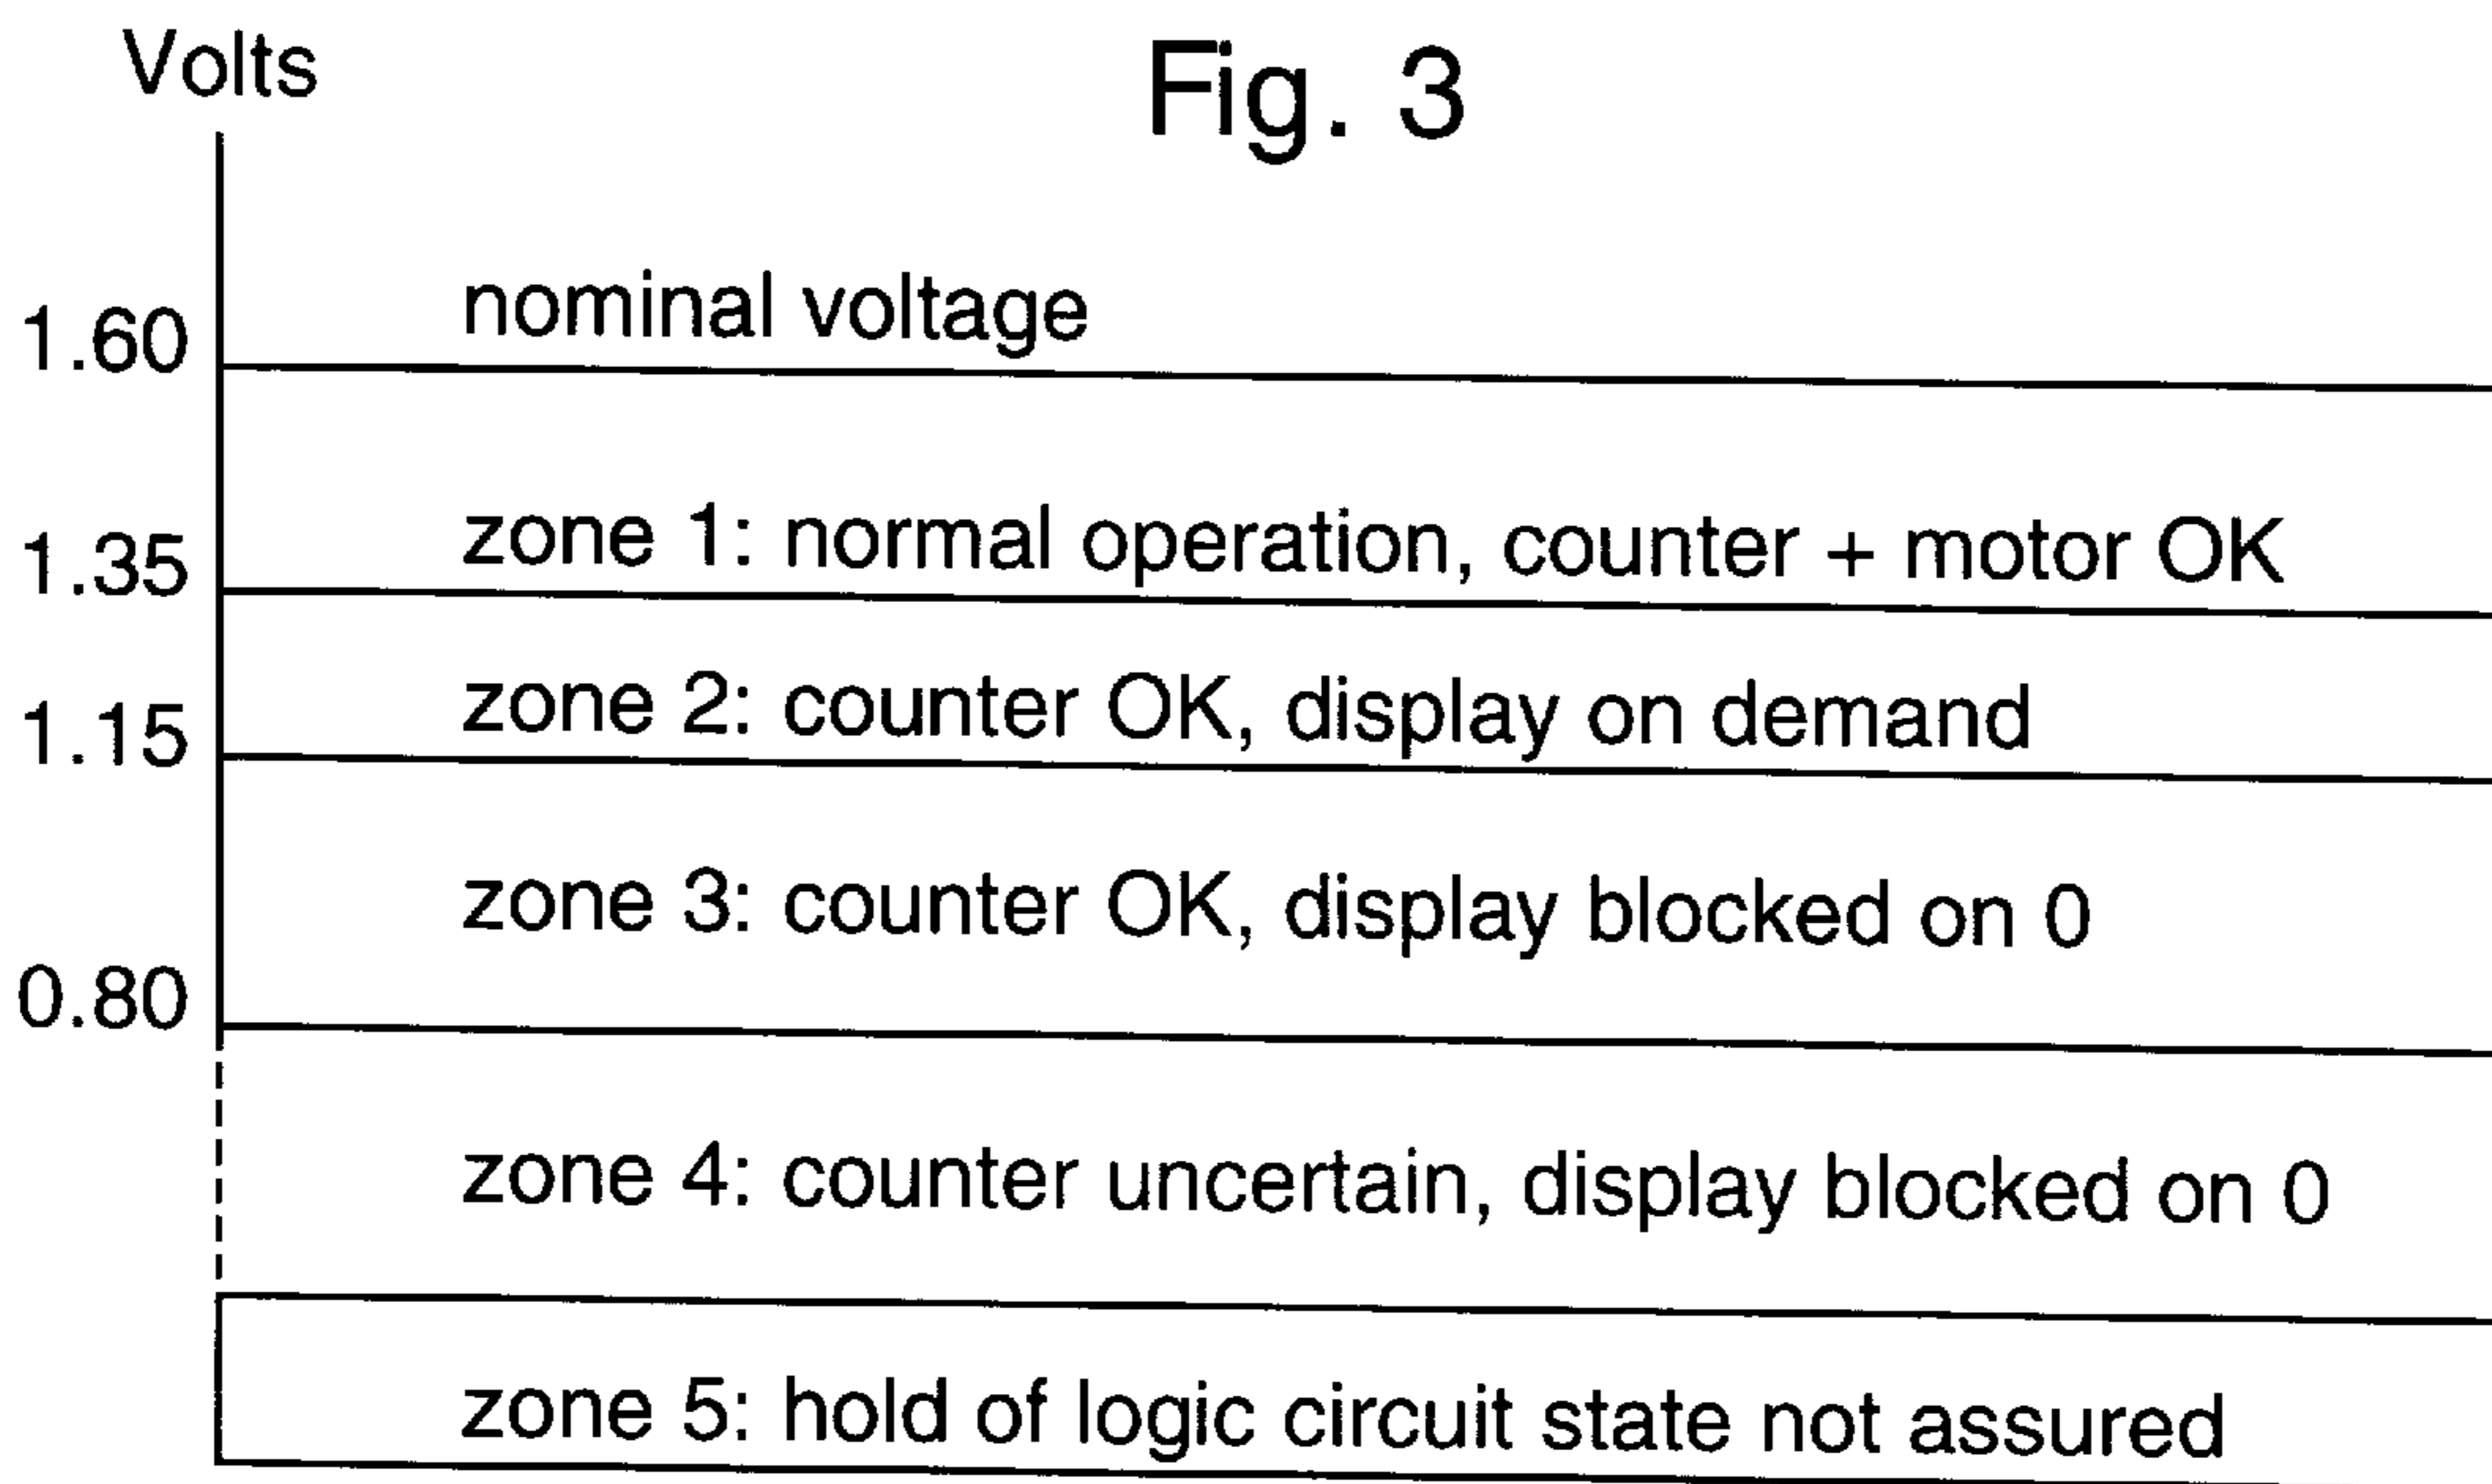 Volts
Fig. 3
nominal voltage
1.60
zone 1: normal operation, counter + motor OK
1.35
zone 2: counter OK, display on demand
1.15
zone 3: counter OK, display blocked on 0
0.80
zone 4: counter uncertain, display blocked on 0
zone 5: hold of logic circuit state not assured